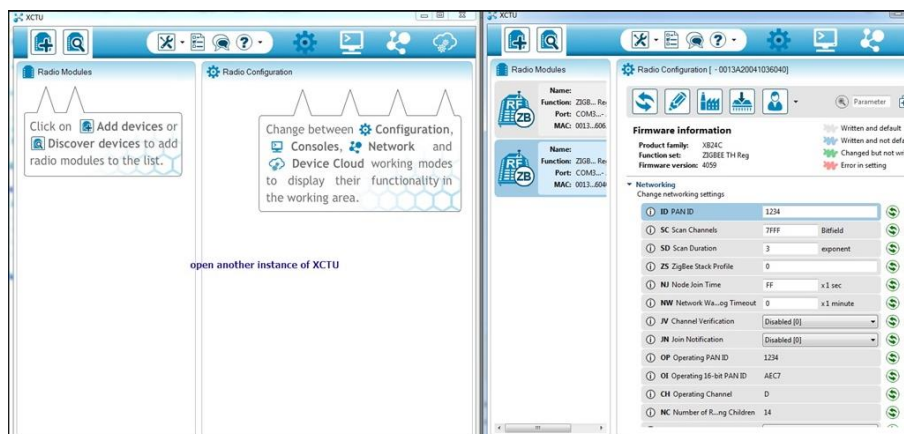 XCTU
Radio Modules
Radio Configuration
Click on Add devices or
Discover devices to add
radio modules to the list.
Change between Configuration,
Consoles, Network and
Device Cloud working modes
to display their functionality in
the working area.
open another instance of XCTU
XCTU
Radio Modules
Name:
Function: ZIGB... Re
Port: COM3...-
MAC: 0013...606
Name:
Function: ZIGB... Re
Port: COM3...-
MAC: 0013...604
Radio Configuration [ - 0013A20041036040]
Parameter
Firmware information
Product family: XB24C
Function set: ZIGBEE TH Reg
Firmware version: 4059
Written and default
Written and not defa
Changed but not wri
Error in setting
Networking
Change networking settings
ID PAN ID 1234
SC Scan Channels 7FFF Bitfield
SD Scan Duration 3 exponent
ZS ZigBee Stack Profile 0
NJ Node Join Time FF x 1 sec
NW Network Wa...og Timeout 0 x 1 minute
JV Channel Verification Disabled [0]
JN Join Notification Disabled [0]
OP Operating PAN ID 1234
OI Operating 16-bit PAN ID AEC7
CH Operating Channel D
NC Number of R...ng Children 14